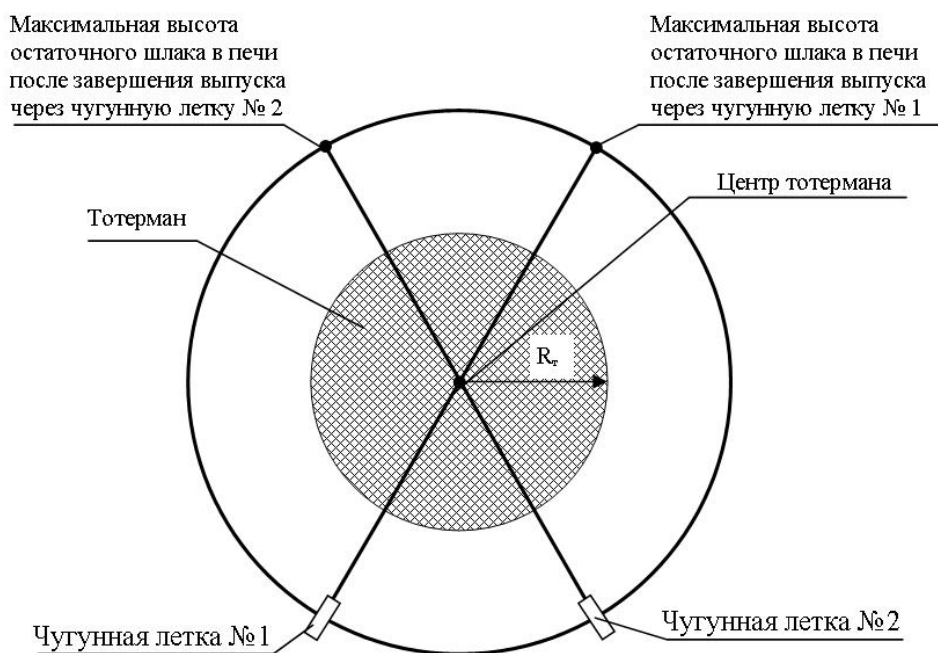 Максимальная высота
остаточного шлака в печи
после завершения выпуска
через чугунную летку № 2
Максимальная высота
остаточного шлака в печи
после завершения выпуска
через чугунную летку № 1
Центр тотермана
Тотерман
Rт
Чугунная летка №1
Чугунная летка №2